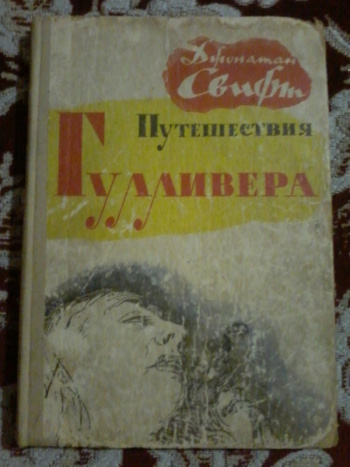 Джонатан
Свифт
Путешествия
Гулливера